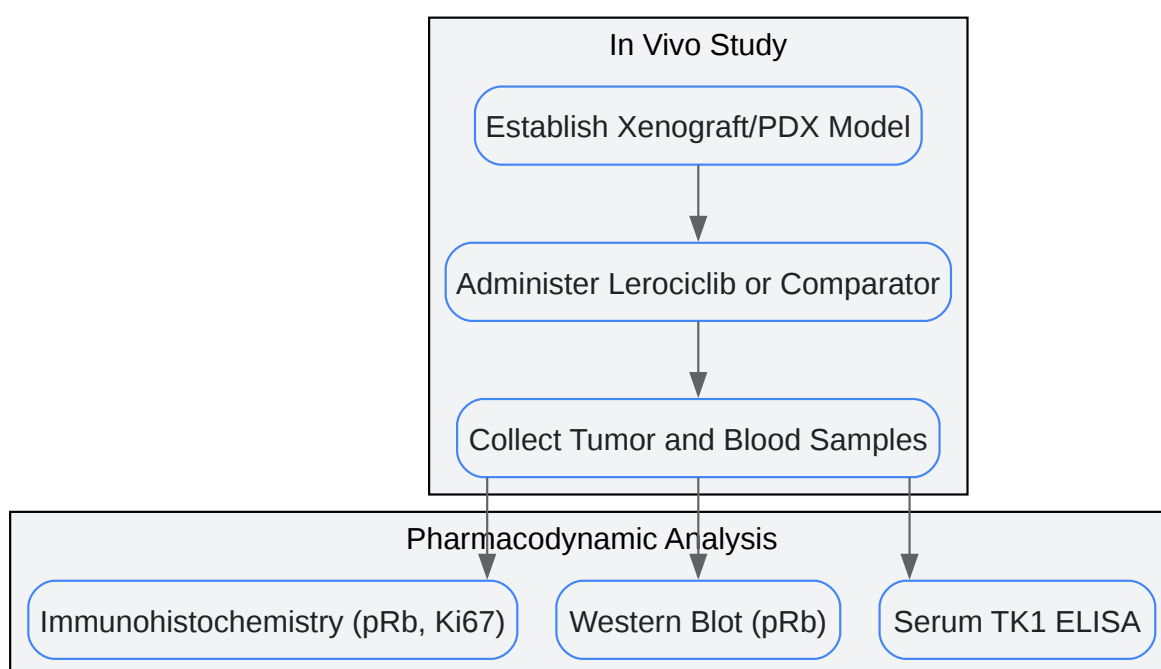 In Vivo Study
Establish Xenograft/PDX Model
Administer Lerociclib or Comparator
Collect Tumor and Blood Samples
Pharmacodynamic Analysis
Immunohistochemistry (pRb, Ki67)
Western Blot (pRb)
Serum TK1 ELISA